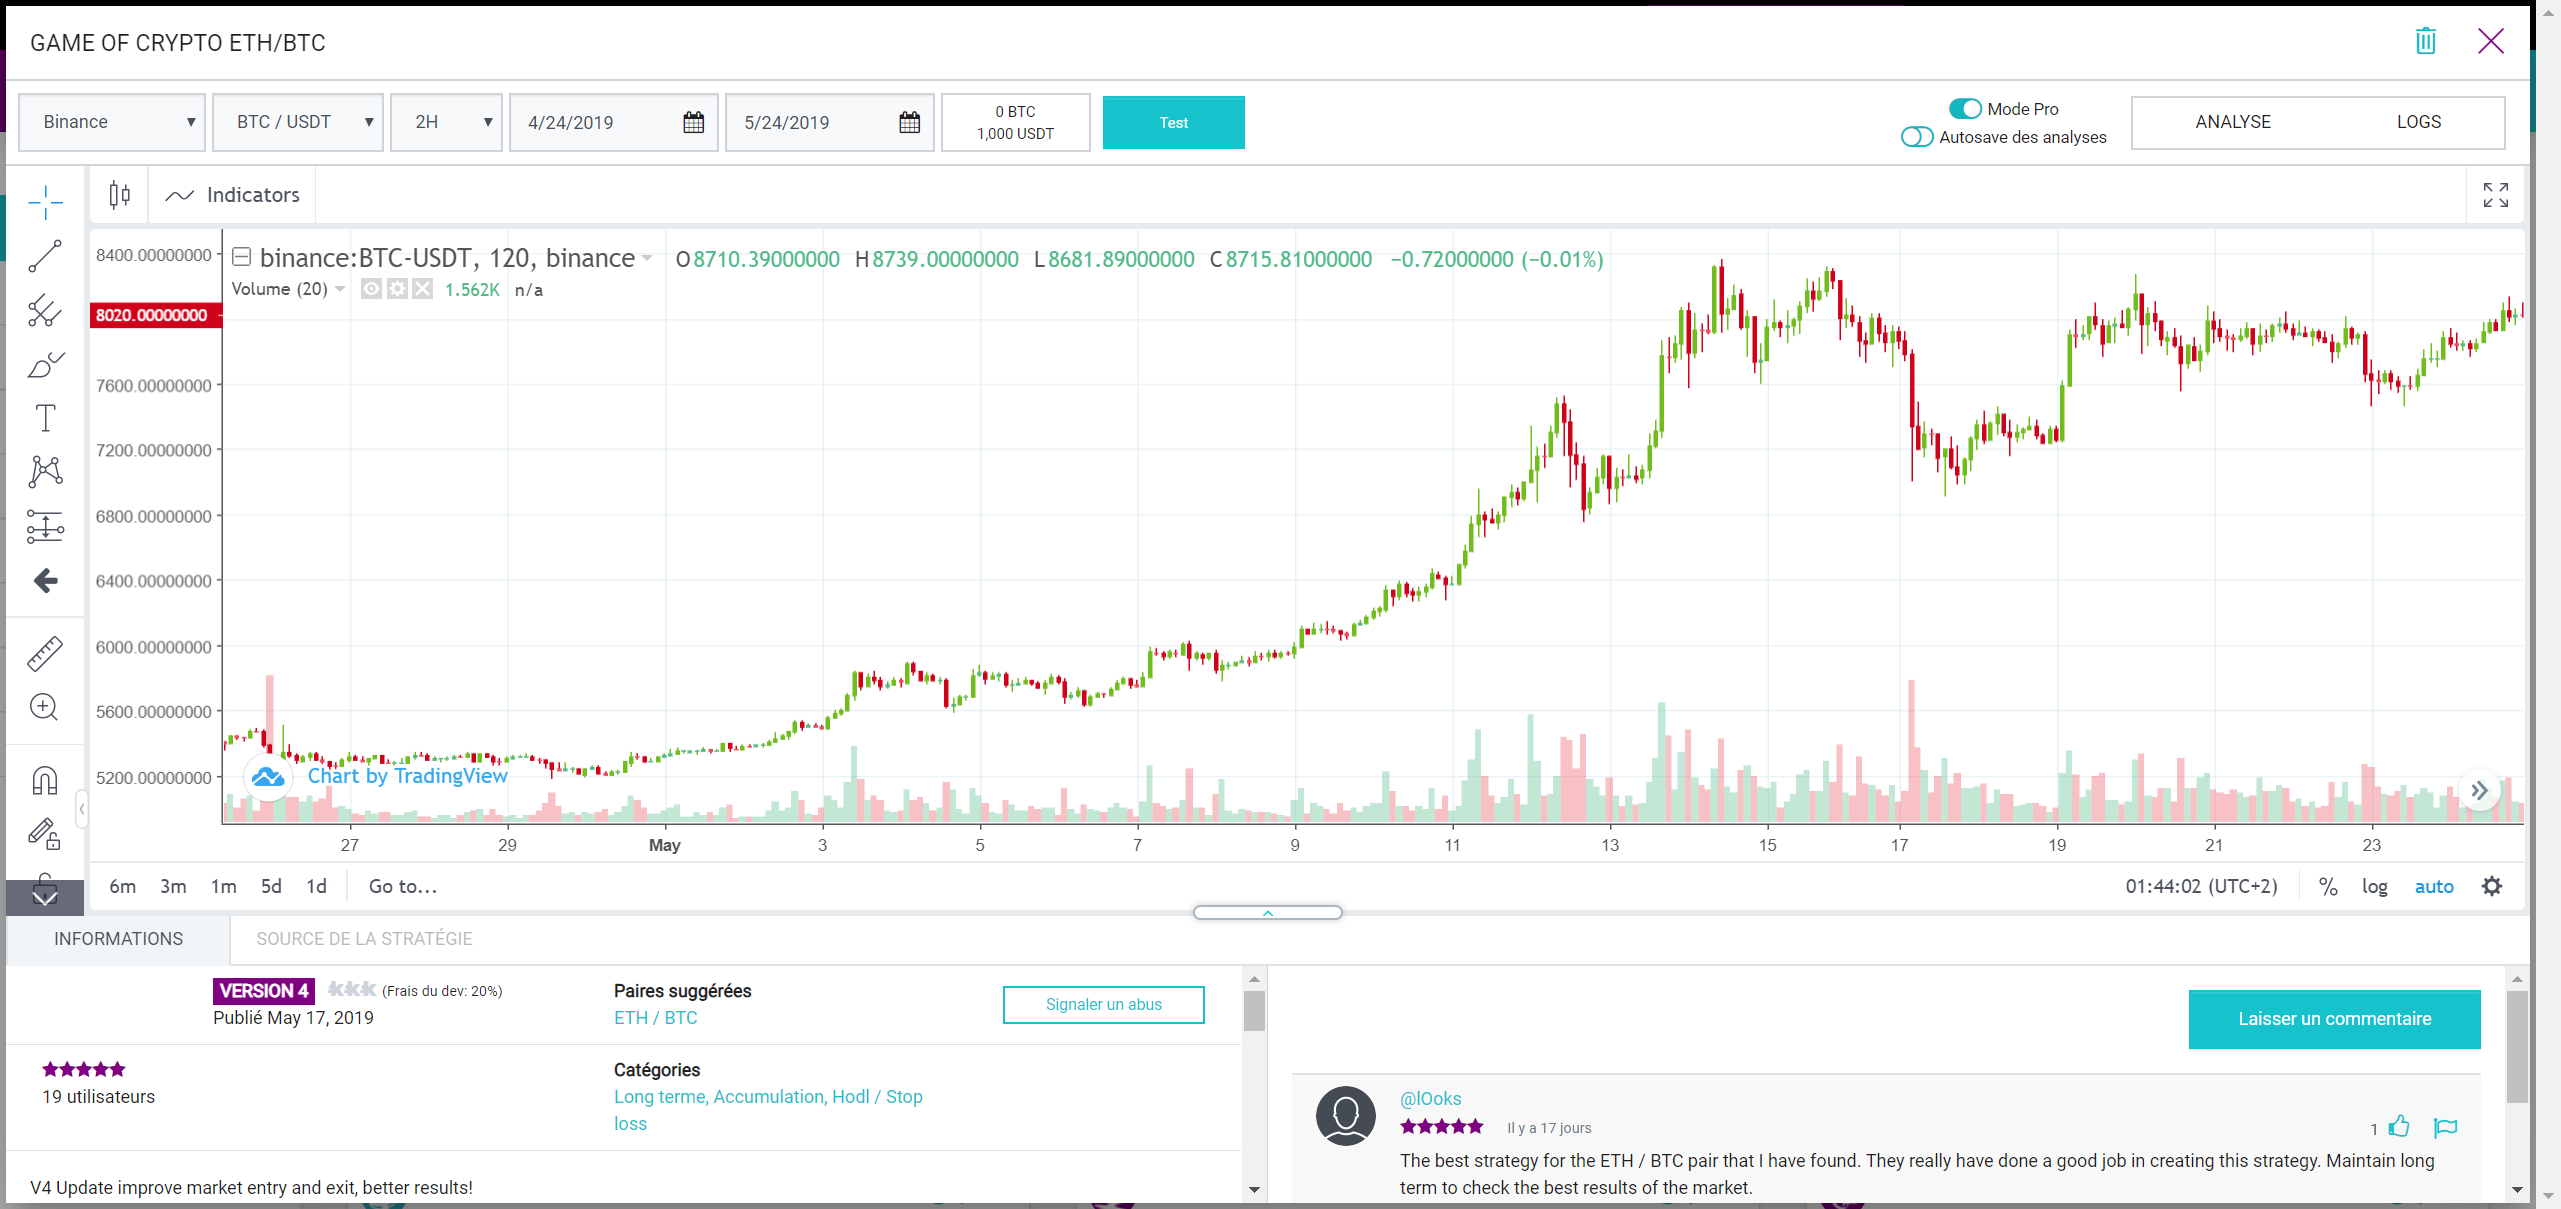 GAME OF CRYPTO ETH/BTC
Binance
BTC / USDT
2H
4/24/2019
5/24/2019
0 BTC
1,000 USDT
Test
Mode Pro
Autosave des analyses
ANALYSE
LOGS
Indicators
binance:BTC-USDT, 120, binance
O8710.39000000 H8739.00000000 L8681.89000000 C8715.81000000 −0.72000000 (−0.01%)
Volume (20) 1.562K n/a
8400.00000000
8020.00000000
7600.00000000
7200.00000000
6800.00000000
6400.00000000
6000.00000000
5600.00000000
5200.00000000
Chart by TradingView
27 29 May 3 5 7 9 11 13 15 17 19 21 23
6m 3m 1m 5d 1d Go to...
01:44:02 (UTC+2) % log auto
INFORMATIONS
SOURCE DE LA STRATÉGIE
VERSION 4 (Frais du dev: 20%)
Publié May 17, 2019
Paires suggérées
ETH / BTC
Signaler un abus
19 utilisateurs
Catégories
Long terme, Accumulation, Hodl / Stop
loss
V4 Update improve market entry and exit, better results!
Laisser un commentaire
@lOoks
Il y a 17 jours
1
The best strategy for the ETH / BTC pair that I have found. They really have done a good job in creating this strategy. Maintain long
term to check the best results of the market.